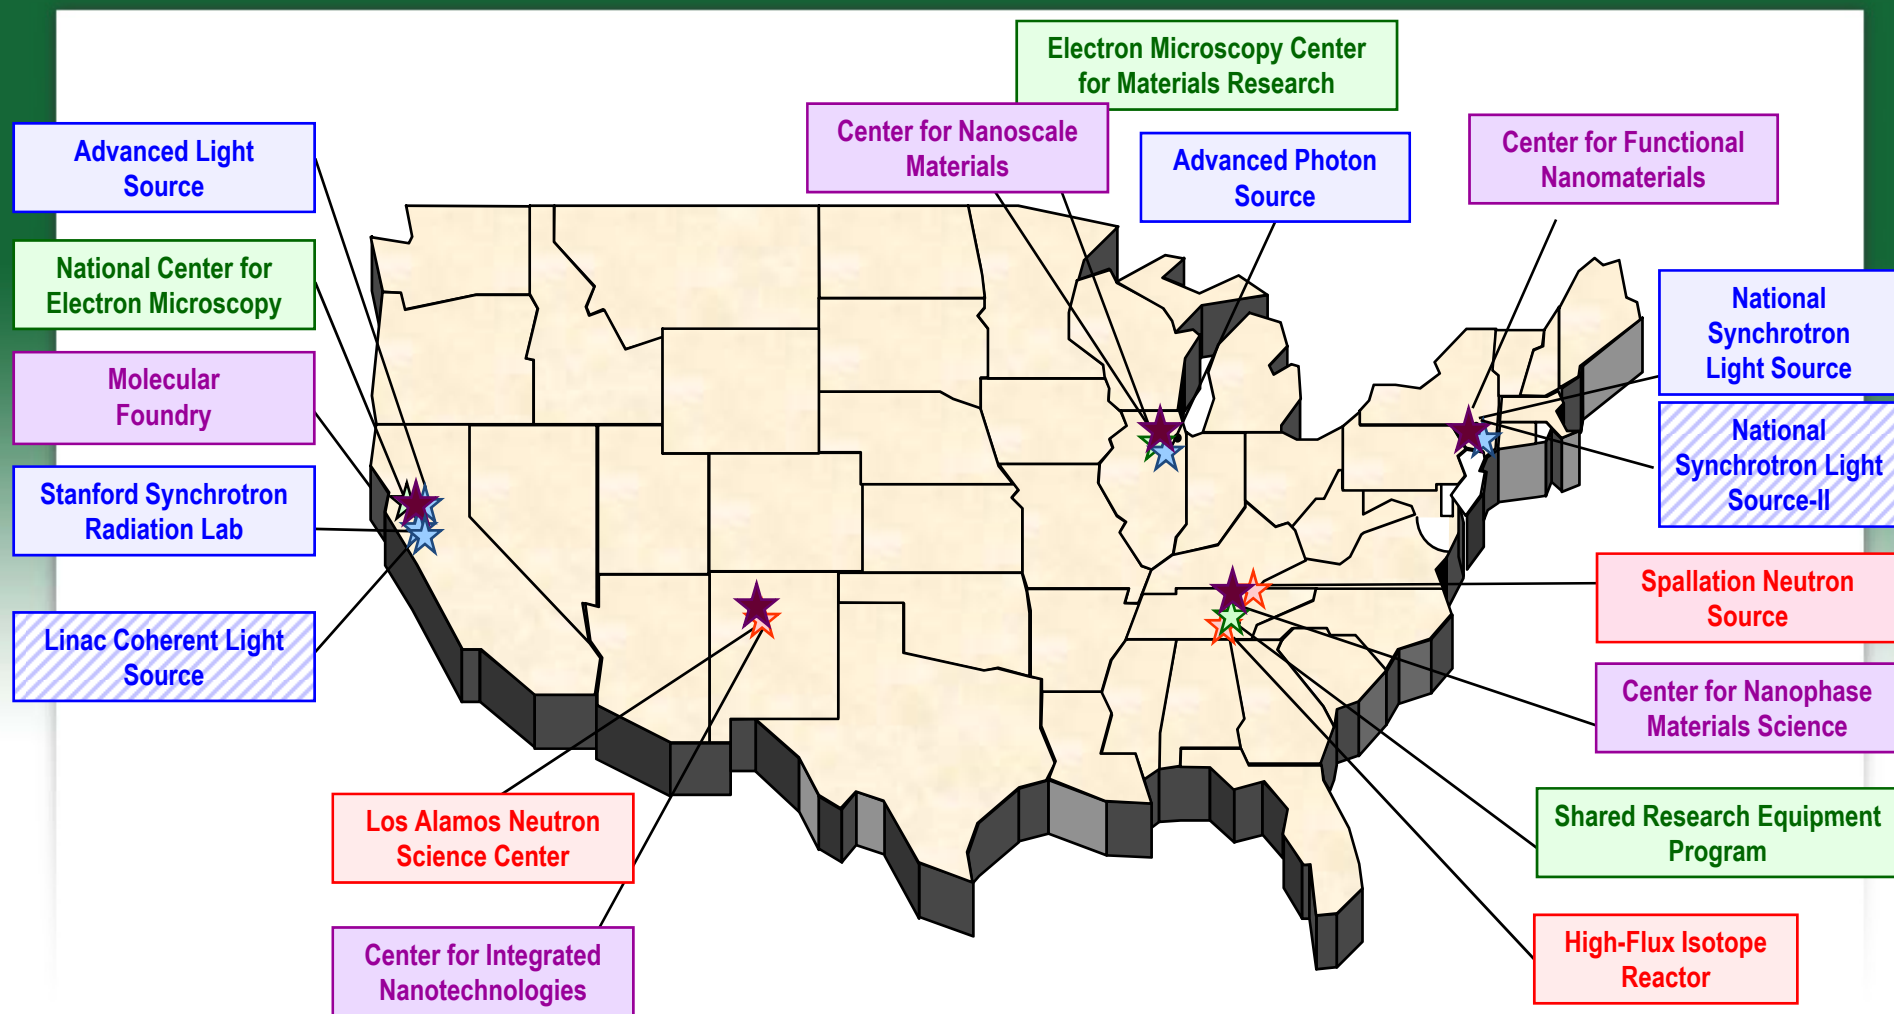 Electron Microscopy Center
for Materials Research
Center for Nanoscale
Materials
Advanced Photon
Source
Center for Functional
Nanomaterials
Advanced Light
Source
National Center for
Electron Microscopy
Molecular
Foundry
Stanford Synchrotron
Radiation Lab
Linac Coherent Light
Source
National
Synchrotron
Light Source
National
Synchrotron Light
Source-II
Spallation Neutron
Source
Center for Nanophase
Materials Science
Shared Research Equipment
Program
High-Flux Isotope
Reactor
Los Alamos Neutron
Science Center
Center for Integrated
Nanotechnologies